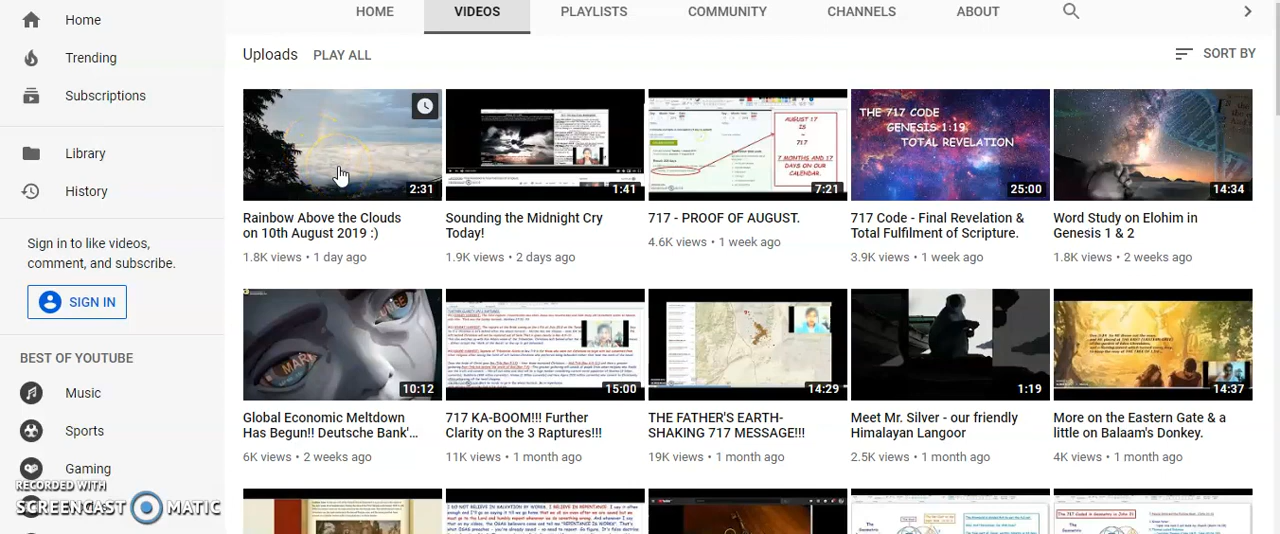 Home
Trending
Subscriptions
Library
History
Sign in to like videos,
comment, and subscribe.
SIGN IN
BEST OF YOUTUBE
Music
Sports
Gaming
RECORDED WITH
SCREENCAST MATIC
HOME VIDEOS PLAYLISTS COMMUNITY CHANNELS ABOUT
Uploads PLAY ALL SORT BY
2:31
Rainbow Above the Clouds
on 10th August 2019 :)
1.8K views • 1 day ago
1:41
Sounding the Midnight Cry
Today!
1.9K views • 2 days ago
AUGUST 17
IS
717
7 MONTHS AND 17
DAYS ON OUR
CALENDAR.
7:21
717 - PROOF OF AUGUST.
4.6K views • 1 week ago
THE 717 CODE
GENESIS 1:19
TOTAL REVELATION
25:00
717 Code - Final Revelation &
Total Fulfilment of Scripture.
3.9K views • 1 week ago
14:34
Word Study on Elohim in
Genesis 1 & 2
1.8K views • 2 weeks ago
MARK
10:12
Global Economic Meltdown
Has Begun!! Deutsche Bank'...
6K views • 2 weeks ago
15:00
717 KA-BOOM!!! Further
Clarity on the 3 Raptures!!!
11K views • 1 month ago
14:29
THE FATHER'S EARTH-
SHAKING 717 MESSAGE!!!
19K views • 1 month ago
1:19
Meet Mr. Silver - our friendly
Himalayan Langoor
2.5K views • 1 month ago
14:37
More on the Eastern Gate & a
little on Balaam's Donkey.
4K views • 1 month ago